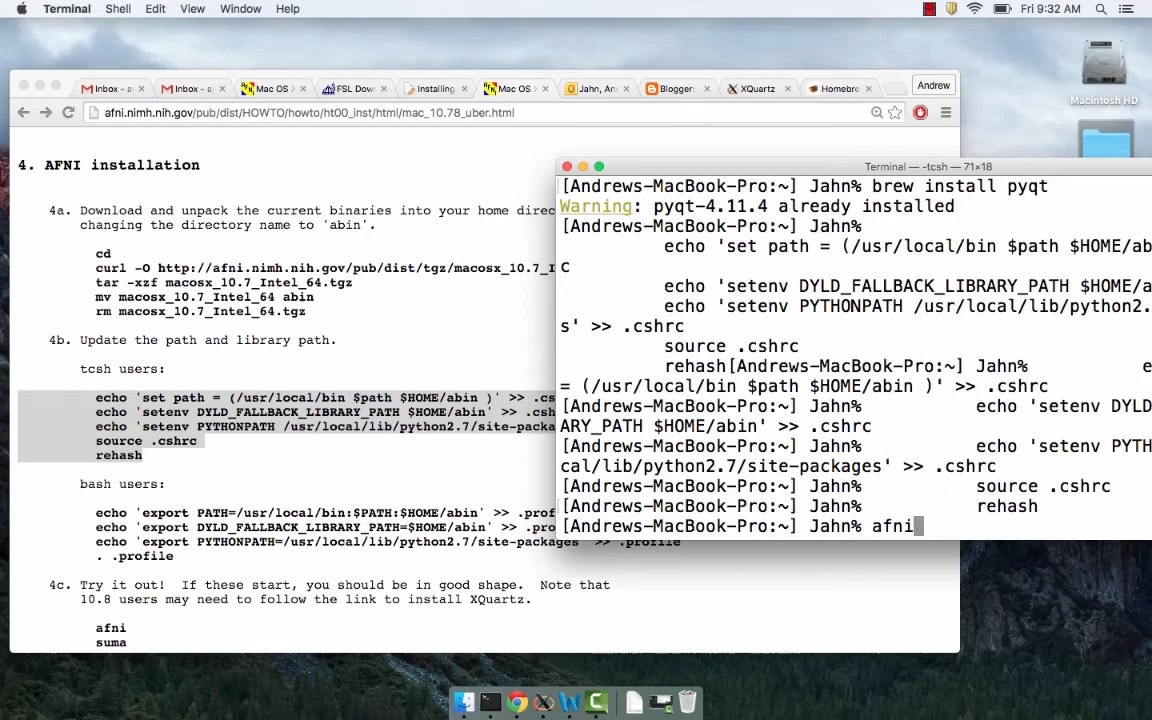 Terminal Shell Edit View Window Help Fri 9:32 AM
Macintosh HD
Inbox - a Inbox - a Mac OS FSL Dow Installing Mac OS Jahn, An Blogger: XQuartz Homebre Andrew
afni.nimh.nih.gov/pub/dist/HOWTO/howto/ht00_inst/html/mac_10.78_uber.html
4. AFNI installation
4a. Download and unpack the current binaries into your home direc
changing the directory name to 'abin'.
cd
curl -O http://afni.nimh.nih.gov/pub/dist/tgz/macosx_10.7_I
tar -xzf macosx_10.7_Intel_64.tgz
mv macosx_10.7_Intel_64 abin
rm macosx_10.7_Intel_64.tgz
4b. Update the path and library path.
tcsh users:
echo 'set path = (/usr/local/bin $path $HOME/abin )' >> .cs
echo 'setenv DYLD_FALLBACK_LIBRARY_PATH $HOME/abin' >> .csh
echo 'setenv PYTHONPATH /usr/local/lib/python2.7/site-packa
source .cshrc
rehash
bash users:
echo 'export PATH=/usr/local/bin:$PATH:$HOME/abin' >> .prof
echo 'export DYLD_FALLBACK_LIBRARY_PATH=$HOME/abin' >> .pro
echo 'export PYTHONPATH=/usr/local/lib/python2.7/site-packages' >> .profile
. .profile
4c. Try it out! If these start, you should be in good shape. Note that
10.8 users may need to follow the link to install XQuartz.
afni
suma
Terminal — -tcsh — 71×18
[Andrews-MacBook-Pro:~] Jahn% brew install pyqt
Warning: pyqt-4.11.4 already installed
[Andrews-MacBook-Pro:~] Jahn%
echo 'set path = (/usr/local/bin $path $HOME/ab
C
echo 'setenv DYLD_FALLBACK_LIBRARY_PATH $HOME/a
echo 'setenv PYTHONPATH /usr/local/lib/python2.
s' >> .cshrc
source .cshrc
rehash[Andrews-MacBook-Pro:~] Jahn% e
= (/usr/local/bin $path $HOME/abin )' >> .cshrc
[Andrews-MacBook-Pro:~] Jahn% echo 'setenv DYLD
ARY_PATH $HOME/abin' >> .cshrc
[Andrews-MacBook-Pro:~] Jahn% echo 'setenv PYTH
cal/lib/python2.7/site-packages' >> .cshrc
[Andrews-MacBook-Pro:~] Jahn% source .cshrc
[Andrews-MacBook-Pro:~] Jahn% rehash
[Andrews-MacBook-Pro:~] Jahn% afni